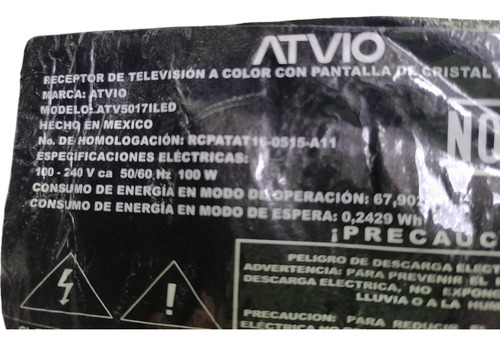 ATVIO
RECEPTOR DE TELEVISIÓN A COLOR CON PANTALLA DE CRISTAL
MARCA: ATVIO
MODELO: ATV5017ILED
HECHO EN MEXICO
No. DE HOMOLOGACIÓN: RCPATAT16-0515-A11
ESPECIFICACIONES ELÉCTRICAS:
100 - 240 V ca 50/60 Hz 100 W
CONSUMO DE ENERGÍA EN MODO DE OPERACIÓN:
CONSUMO DE ENERGÍA EN MODO DE ESPERA: 0,2429 Wh
NO
¡PRECAUC
PELIGRO DE DESCARGA ELEC
ADVERTENCIA: PARA PREVENIR EL
DESCARGA ELECTRICA, NO EXPON
LLUVIA O A LA HUM
PRECAUCION: PARA REDUCIR EL